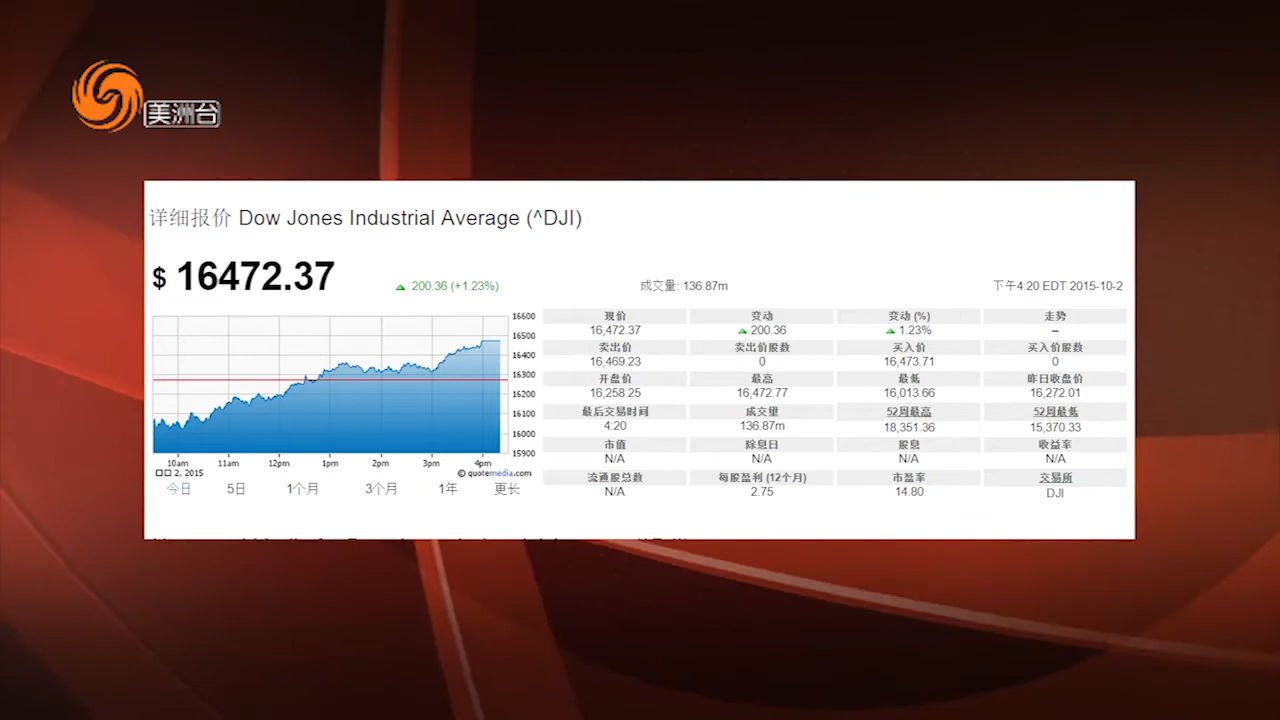 美洲台
详细报价 Dow Jones Industrial Average (^DJI)
$ 16472.37
200.36 (+1.23%)
成交量: 136.87m
下午4:20 EDT 2015-10-2
16600
16500
16400
16300
16200
16100
16000
15900
10am 11am 12pm 1pm 2pm 3pm 4pm
2, 2015
© quotemedia.com
今日 5日 1个月 3个月 1年 更长
现价 变动 变动 (%) 走势
16,472.37 200.36 1.23% –
卖出价 卖出价股数 买入价 买入价股数
16,469.23 0 16,473.71 0
开盘价 最高 最低 昨日收盘价
16,258.25 16,472.77 16,013.66 16,272.01
最后交易时间 成交量 52周最高 52周最低
4:20 136.87m 18,351.36 15,370.33
市值 除息日 股息 收益率
N/A N/A N/A N/A
流通股总数 每股盈利 (12个月) 市盈率 交易所
N/A 2.75 14.80 DJI